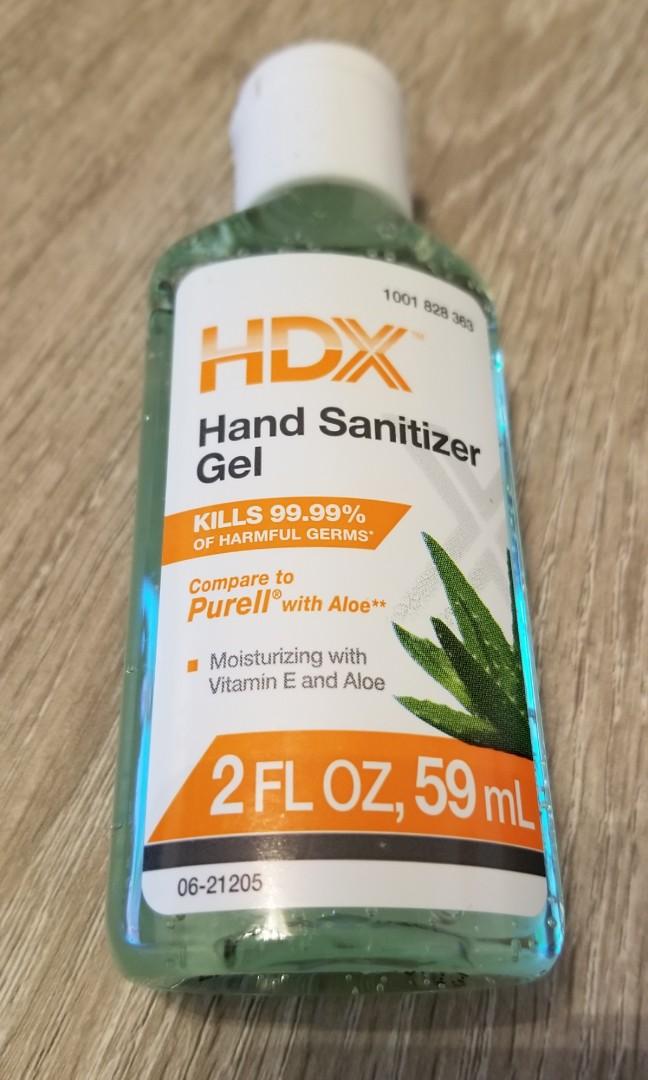 1001 828 363
HDX™
Hand Sanitizer
Gel
KILLS 99.99%
OF HARMFUL GERMS*
Compare to
Purell® with Aloe**
▪ Moisturizing with
Vitamin E and Aloe
2 FL OZ, 59 mL
06-21205